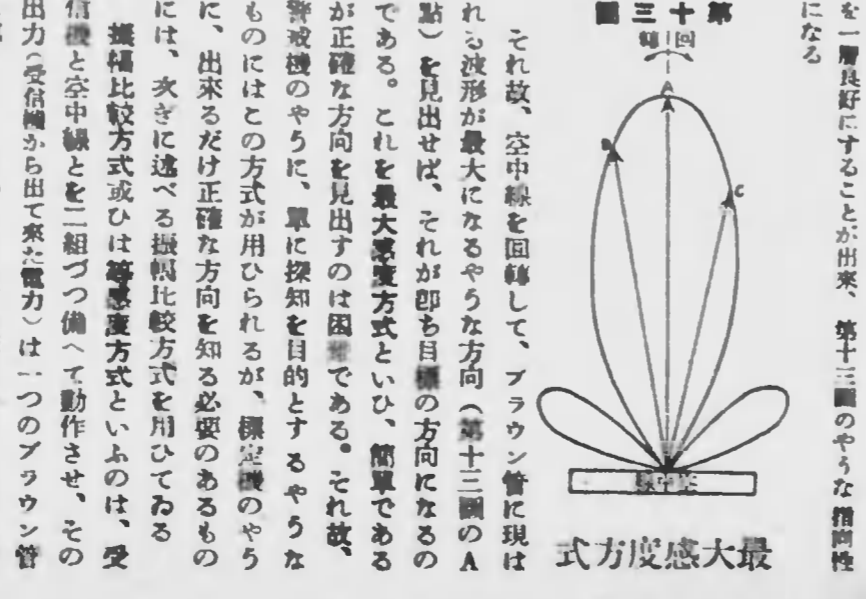 を一層良好にすることが出来、第十三圖のやうな指向性
になる
第十三圖
回轉
A
B
C
空中線
最大感度方式
それ故、空中線を回轉して、ブラウン管に現は
れる波形が最大になるやうな方向（第十三圖のA
點）を見出せば、それが即ち目標の方向になるの
である。これを最大感度方式といひ、簡單である
が正確な方向を見出すのは困難である。それ故、
警戒機のやうに、單に探知を目的とするやうな
ものにはこの方式が用ひられるが、標定機のやう
に、出來るだけ正確な方向を知る必要のあるもの
には、次ぎに述べる振幅比較方式を用ひてゐる
振幅比較方式或ひは等感度方式といふのは、受
信機と空中線とを二組づつ備へて動作させ、その
出力（受信機から出て來た電力）は一つのブラウン管